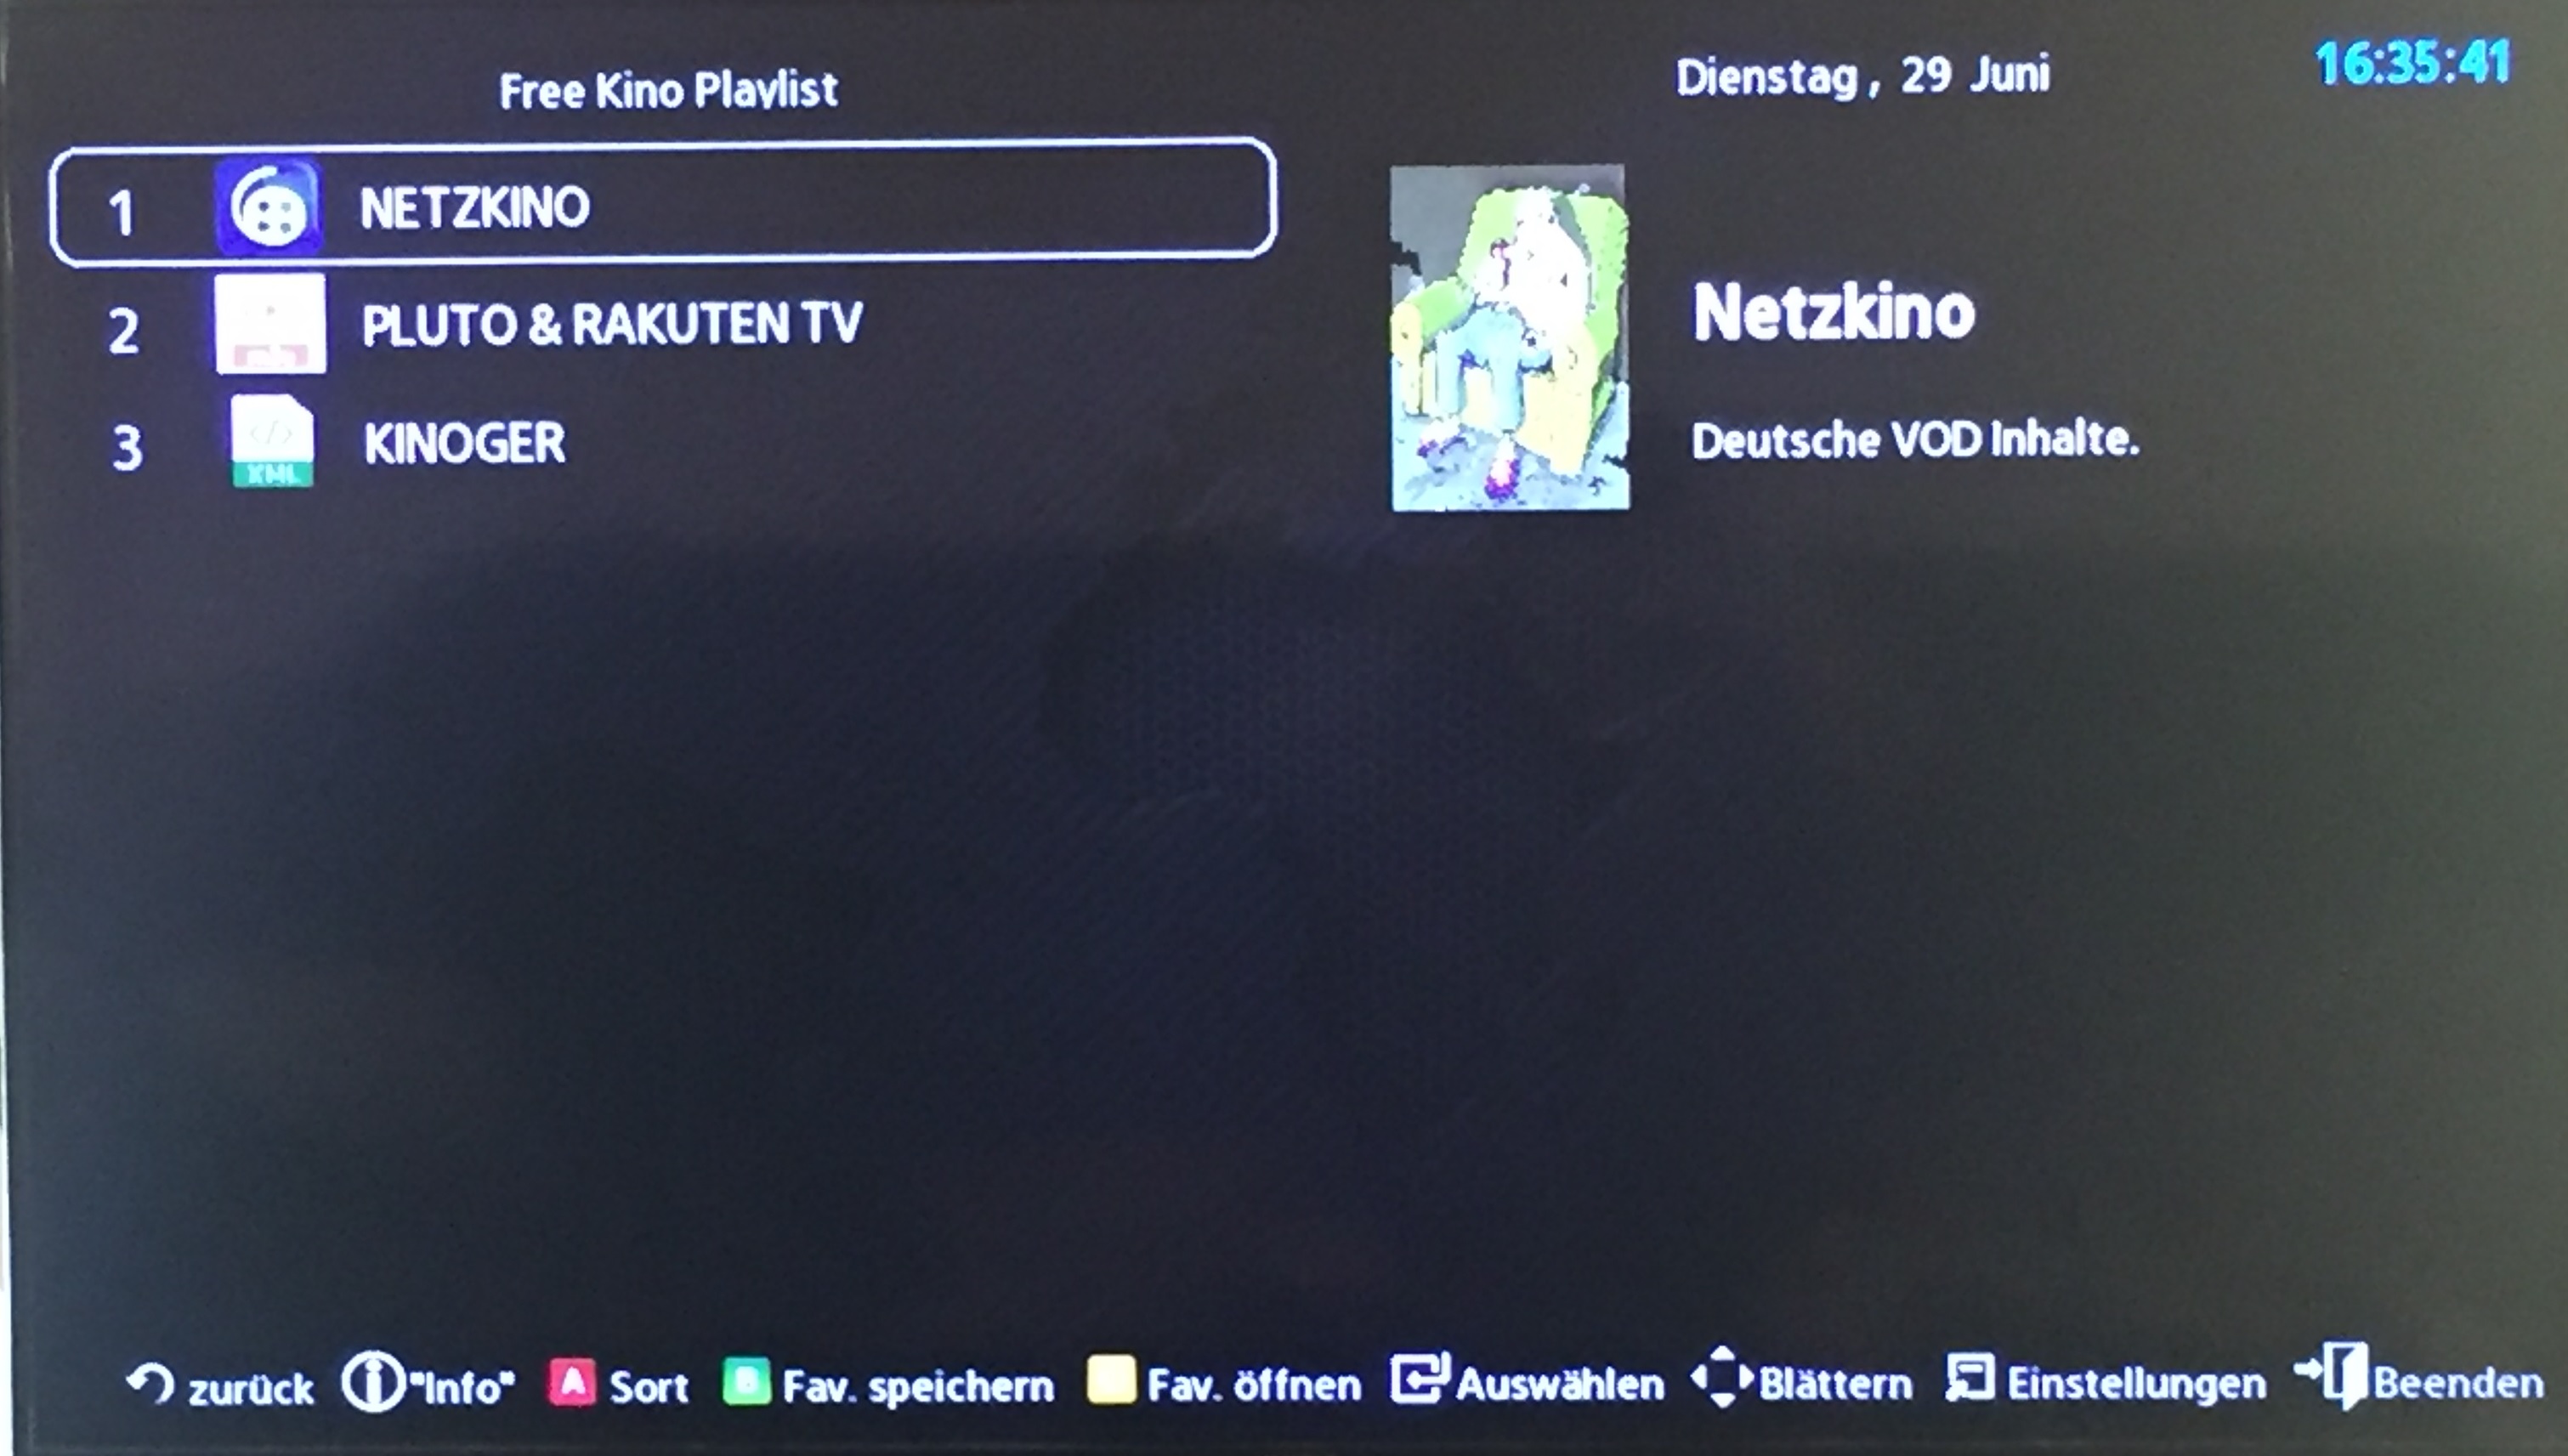 Free Kino Playlist
Dienstag, 29 Juni
16:35:41
1 NETZKINO
2 PLUTO & RAKUTEN TV
3 XML KINOGER
Netzkino
Deutsche VOD Inhalte.
zurück "Info" A Sort B Fav. speichern Fav. öffnen Auswählen Blättern Einstellungen Beenden